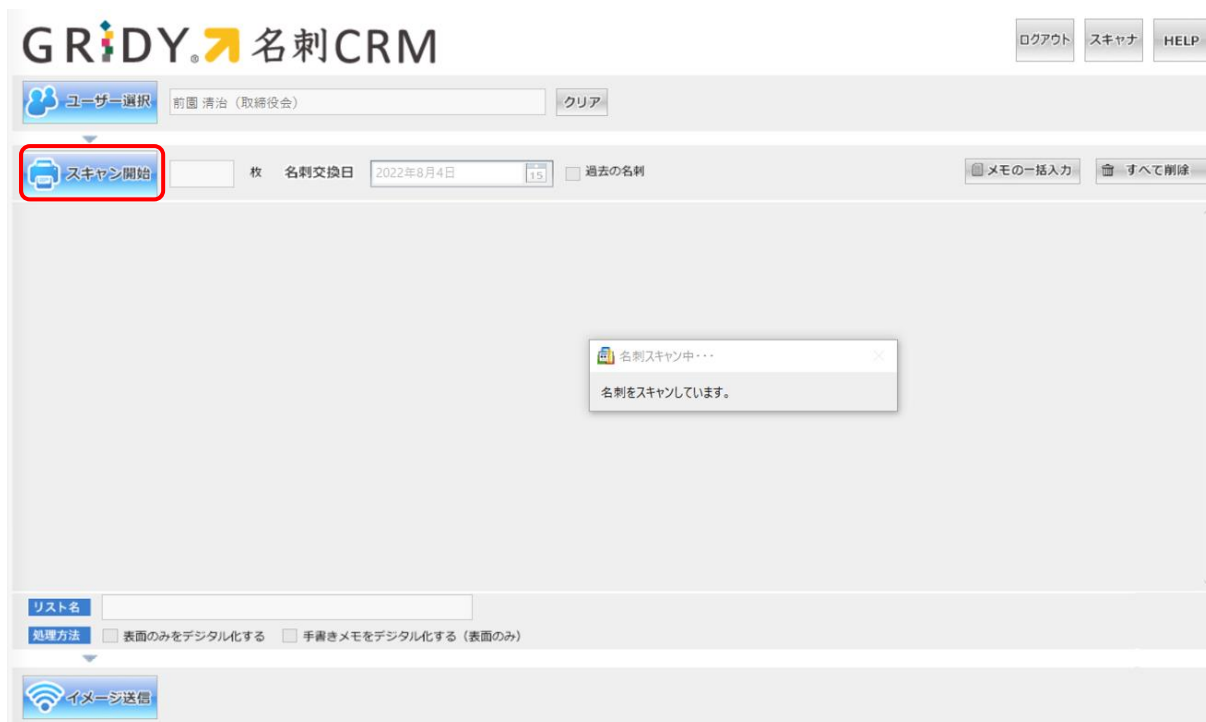 GRiDY® 名刺CRM
ログアウト スキャナ HELP
ユーザー選択 前園 清治（取締役会） クリア
スキャン開始 枚 名刺交換日 2022年8月4日 15 過去の名刺 メモの一括入力 すべて削除
名刺スキャン中・・・
名刺をスキャンしています。
リスト名
処理方法 表面のみをデジタル化する 手書きメモをデジタル化する（表面のみ）
イメージ送信